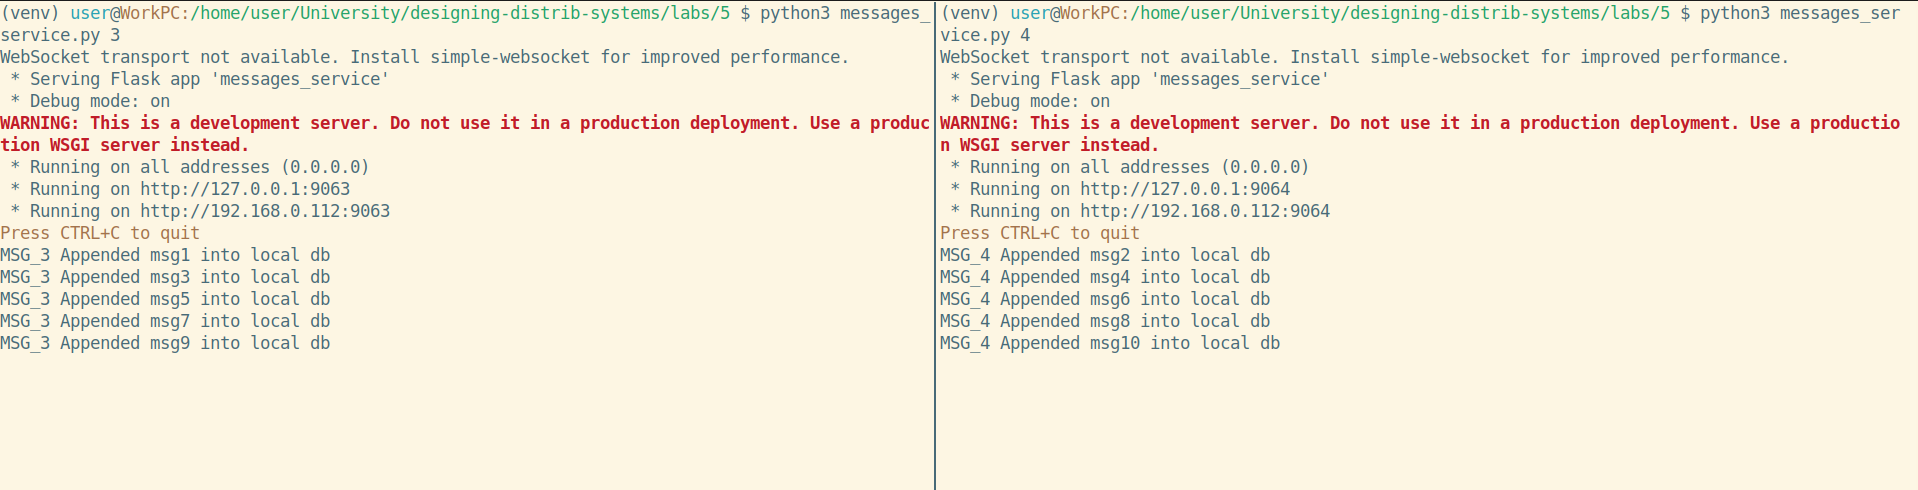 (venv) user@WorkPC:/home/user/University/designing-distrib-systems/labs/5 $ python3 messages_
service.py 3
WebSocket transport not available. Install simple-websocket for improved performance.
 * Serving Flask app 'messages_service'
 * Debug mode: on
WARNING: This is a development server. Do not use it in a production deployment. Use a produc
tion WSGI server instead.
 * Running on all addresses (0.0.0.0)
 * Running on http://127.0.0.1:9063
 * Running on http://192.168.0.112:9063
Press CTRL+C to quit
MSG_3 Appended msg1 into local db
MSG_3 Appended msg3 into local db
MSG_3 Appended msg5 into local db
MSG_3 Appended msg7 into local db
MSG_3 Appended msg9 into local db
(venv) user@WorkPC:/home/user/University/designing-distrib-systems/labs/5 $ python3 messages_ser
vice.py 4
WebSocket transport not available. Install simple-websocket for improved performance.
 * Serving Flask app 'messages_service'
 * Debug mode: on
WARNING: This is a development server. Do not use it in a production deployment. Use a productio
n WSGI server instead.
 * Running on all addresses (0.0.0.0)
 * Running on http://127.0.0.1:9064
 * Running on http://192.168.0.112:9064
Press CTRL+C to quit
MSG_4 Appended msg2 into local db
MSG_4 Appended msg4 into local db
MSG_4 Appended msg6 into local db
MSG_4 Appended msg8 into local db
MSG_4 Appended msg10 into local db